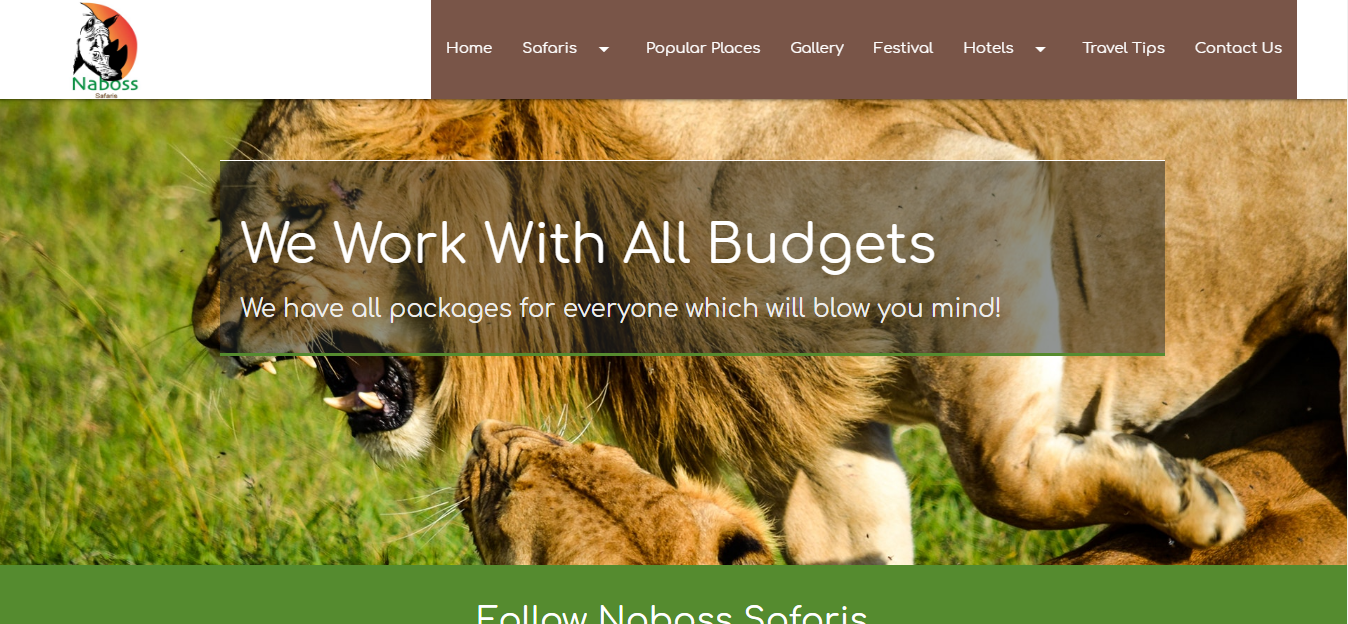 Naboss
Safaris
Home Safaris Popular Places Gallery Festival Hotels Travel Tips Contact Us
We Work With All Budgets
We have all packages for everyone which will blow you mind!
Follow Naboss Safaris